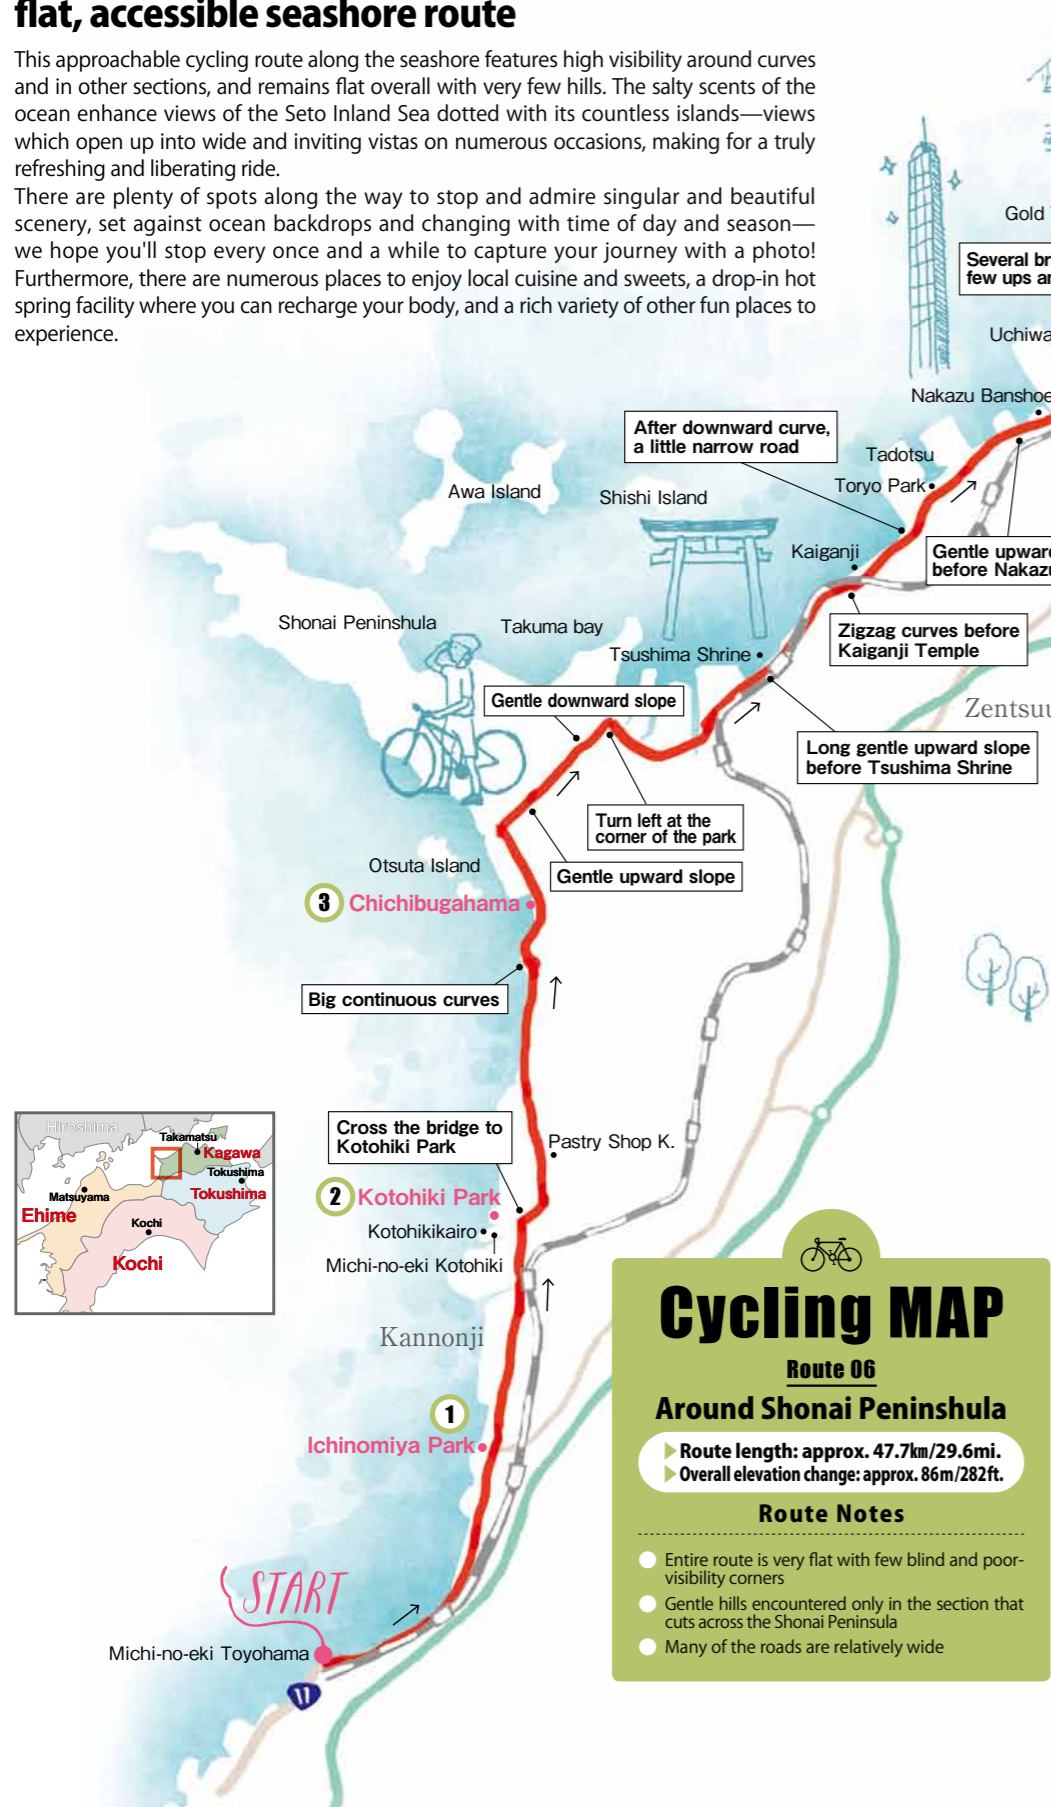 flat, accessible seashore route
This approachable cycling route along the seashore features high visibility around curves
and in other sections, and remains flat overall with very few hills. The salty scents of the
ocean enhance views of the Seto Inland Sea dotted with its countless islands—views
which open up into wide and inviting vistas on numerous occasions, making for a truly
refreshing and liberating ride.
There are plenty of spots along the way to stop and admire singular and beautiful
scenery, set against ocean backdrops and changing with time of day and season—
we hope you'll stop every once and a while to capture your journey with a photo!
Furthermore, there are numerous places to enjoy local cuisine and sweets, a drop-in hot
spring facility where you can recharge your body, and a rich variety of other fun places to
experience.
Gold
Several br
few ups a
Uchiwa
Nakazu Banshoe
After downward curve,
a little narrow road
Tadotsu
Toryo Park
Awa Island
Shishi Island
Kaiganji
Gentle upward
before Nakazu
Shonai Peninshula
Takuma bay
Tsushima Shrine
Zigzag curves before
Kaiganji Temple
Gentle downward slope
Zentsu
Long gentle upward slope
before Tsushima Shrine
Turn left at the
corner of the park
Otsuta Island
Gentle upward slope
3 Chichibugahama
Big continuous curves
Cross the bridge to
Kotohiki Park
Pastry Shop K.
2 Kotohiki Park
Kotohikikairo
Michi-no-eki Kotohiki
Hiroshima
Takamatsu
Kagawa
Tokushima
Tokushima
Matsuyama
Ehime
Kochi
Kochi
Kannonji
1
Ichinomiya Park
START
Michi-no-eki Toyohama
11
Cycling MAP
Route 06
Around Shonai Peninshula
Route length: approx. 47.7km/29.6mi.
Overall elevation change: approx. 86m/282ft.
Route Notes
Entire route is very flat with few blind and poor-
visibility corners
Gentle hills encountered only in the section that
cuts across the Shonai Peninsula
Many of the roads are relatively wide